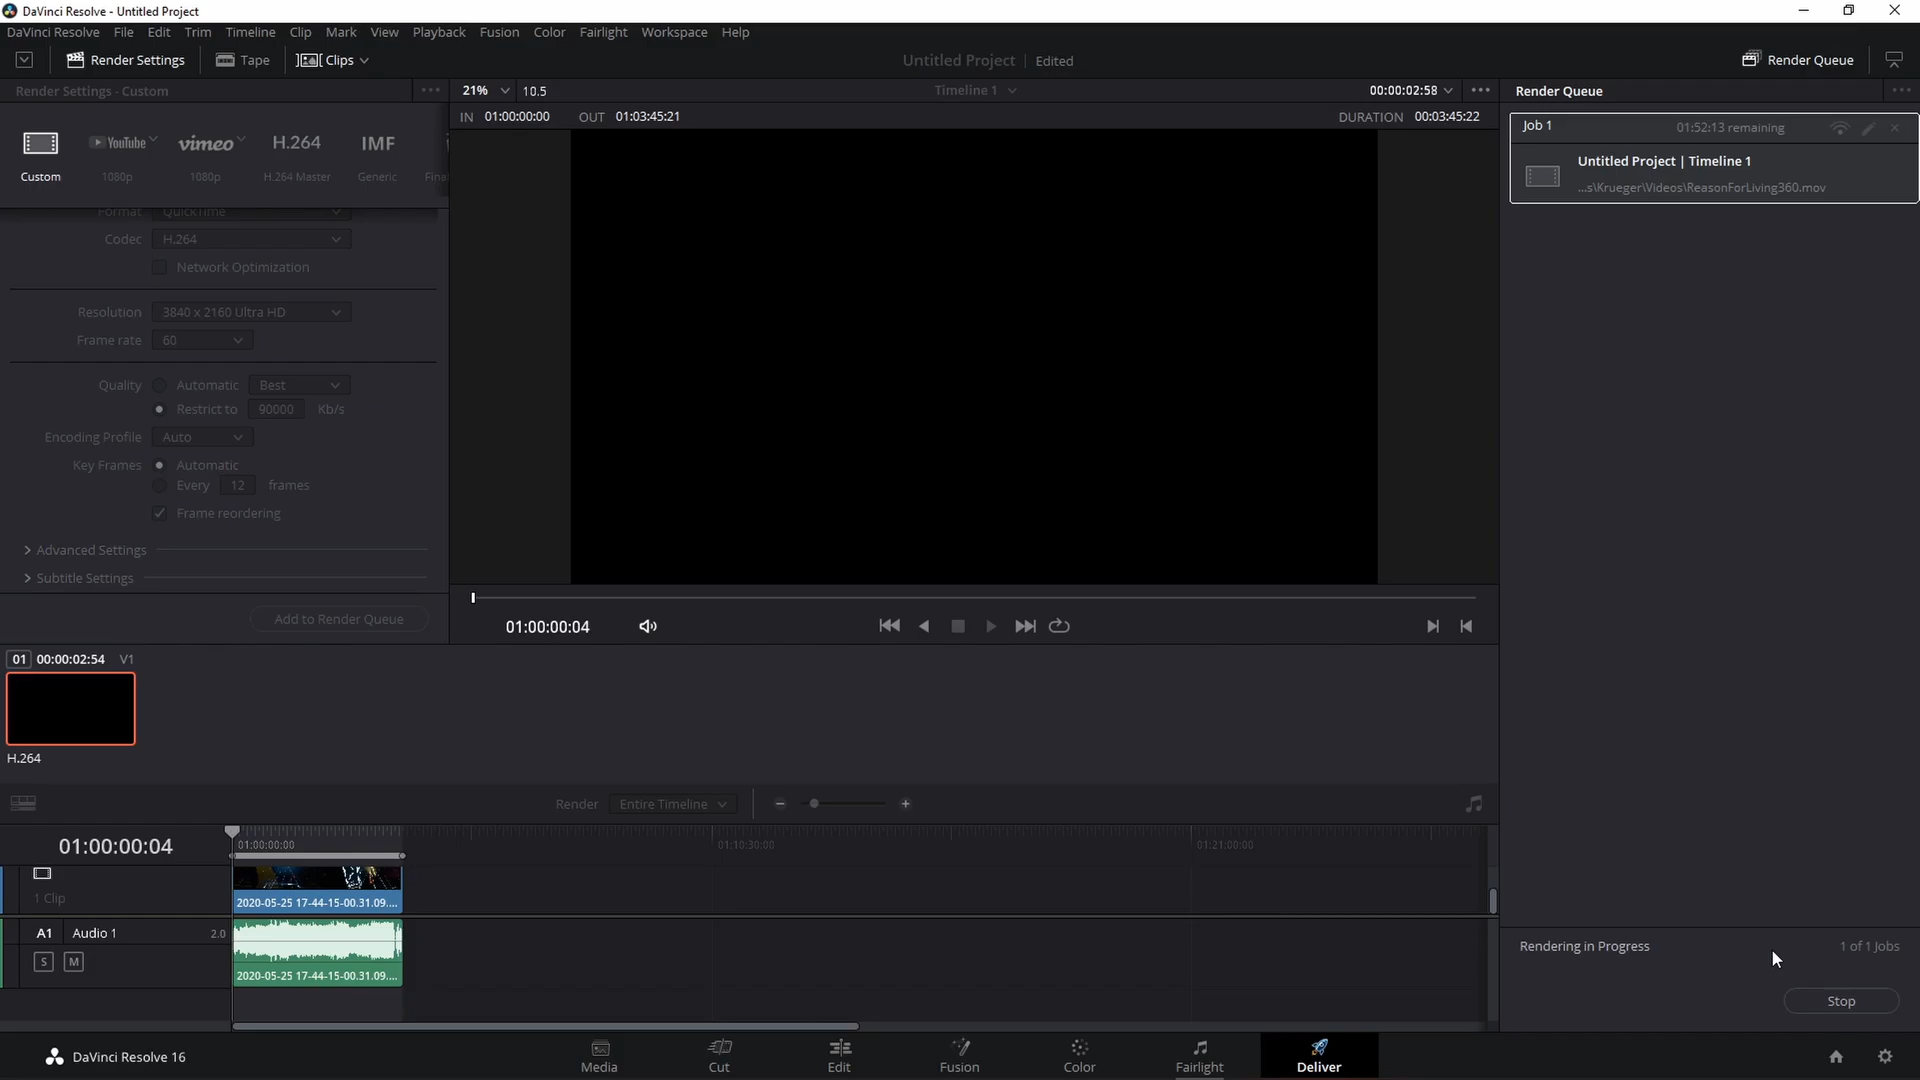 DaVinci Resolve - Untitled Project
DaVinci Resolve File Edit Trim Timeline Clip Mark View Playback Fusion Color Fairlight Workspace Help
Render Settings Tape Clips Untitled Project Edited Render Queue
Render Settings - Custom 21% 10.5 Timeline 1 00:00:02:58 Render Queue
IN 01:00:00:00 OUT 01:03:45:21 DURATION 00:03:45:22
Job 1 01:52:13 remaining
Untitled Project | Timeline 1
...s\Krueger\Videos\ReasonForLiving360.mov
YouTube vimeo H.264 IMF
Custom 1080p 1080p H.264 Master Generic Final
Format QuickTime
Codec H.264
Network Optimization
Resolution 3840 x 2160 Ultra HD
Frame rate 60
Quality Automatic Best
Restrict to 90000 Kb/s
Encoding Profile Auto
Key Frames Automatic
Every 12 frames
Frame reordering
Advanced Settings
Subtitle Settings
Add to Render Queue
01:00:00:04
01 00:00:02:54 V1
H.264
Render Entire Timeline
01:00:00:04 01:00:00:00 01:10:30:00 01:21:00:00
1 Clip
2020-05-25 17-44-15-00.31.09....
A1 Audio 1 2.0
S M
2020-05-25 17-44-15-00.31.09....
Rendering in Progress 1 of 1 Jobs
Stop
DaVinci Resolve 16
Media Cut Edit Fusion Color Fairlight Deliver